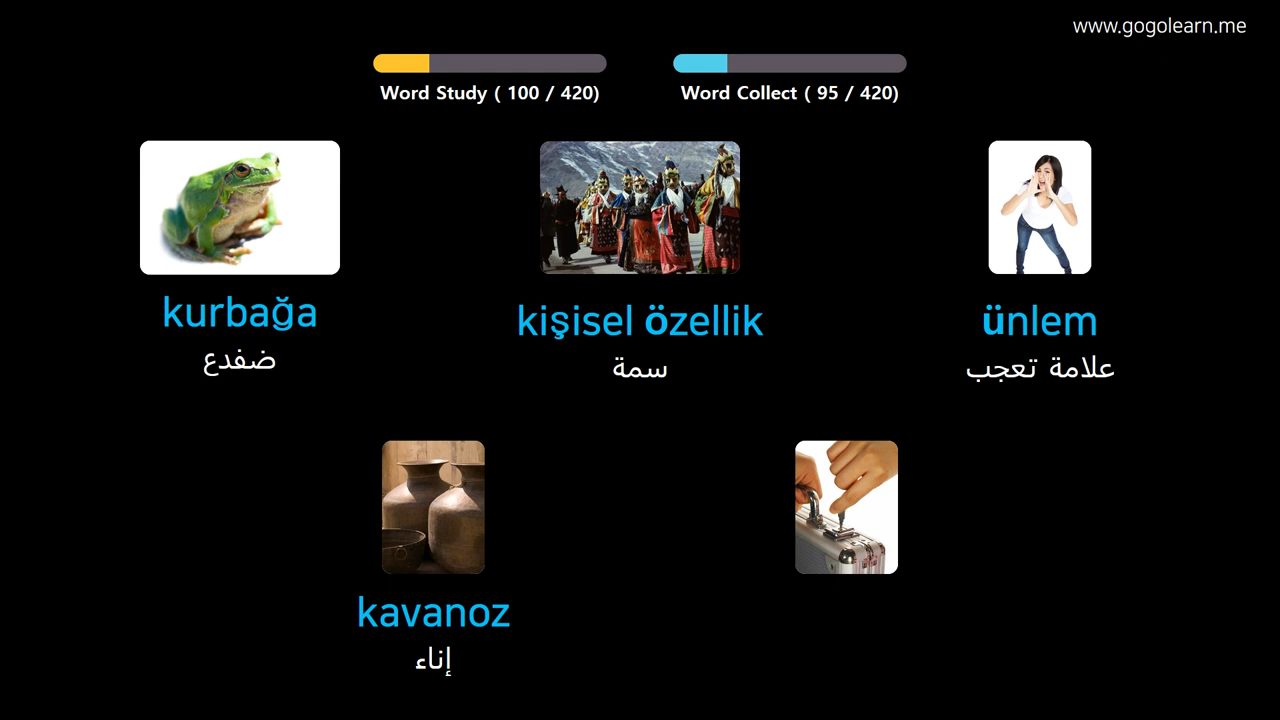 www.gogolearn.me
Word Study ( 100 / 420)
Word Collect ( 95 / 420)
kurbağa
ضفدع
kişisel özellik
سمة
ünlem
علامة تعجب
kavanoz
إناء